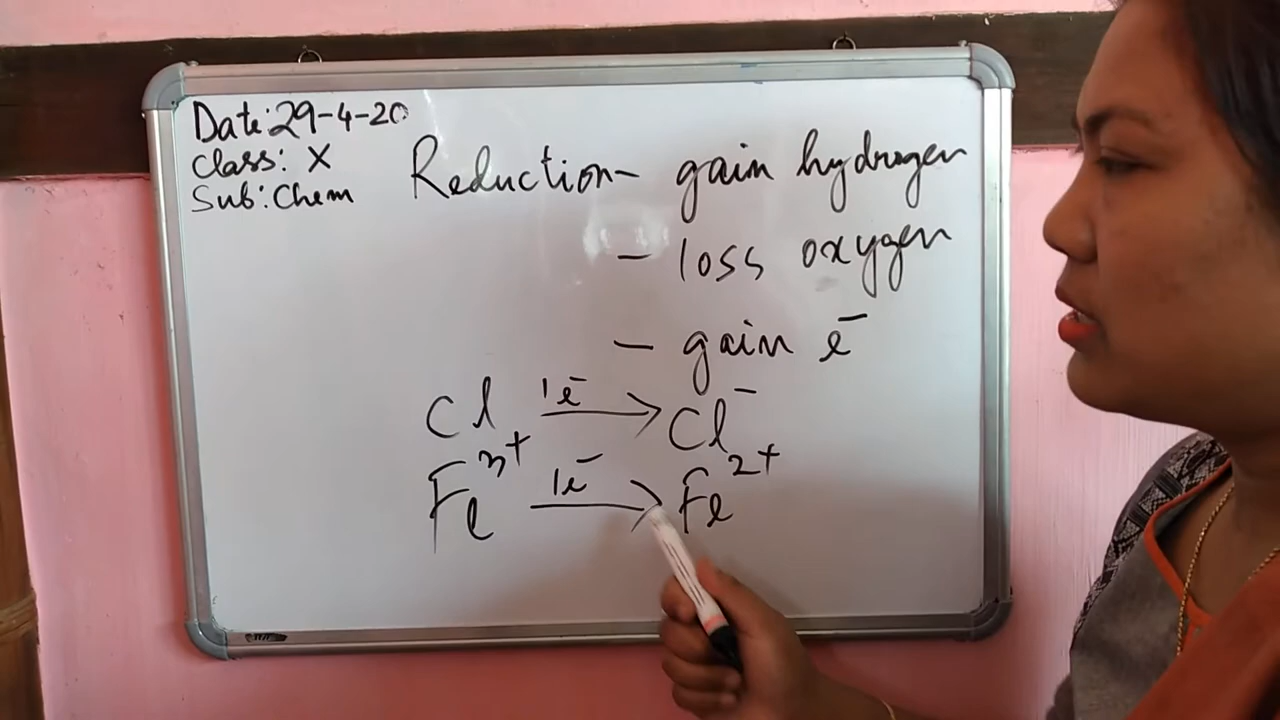 Date: 29-4-20
Class: X
Sub: Chem
Reduction- gain hydrogen
- loss oxygen
- gain e⁻
Cl 1e⁻ → Cl⁻
Fe³⁺ 1e⁻ → Fe²⁺